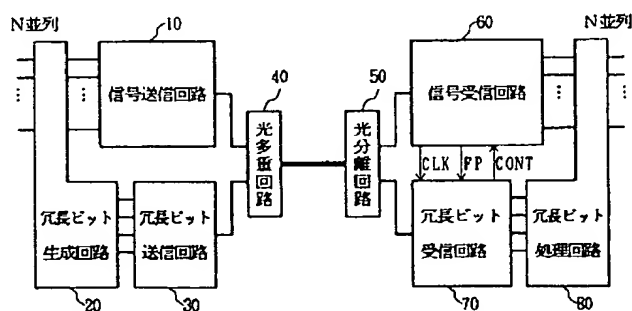 N並列
10
信号送信回路
40
光多重回路
50
光分離回路
60
N並列
信号受信回路
CLK
FP
CONT
冗長ビット
生成回路
冗長ビット
送信回路
冗長ビット
受信回路
冗長ビット
処理回路
20
30
70
80